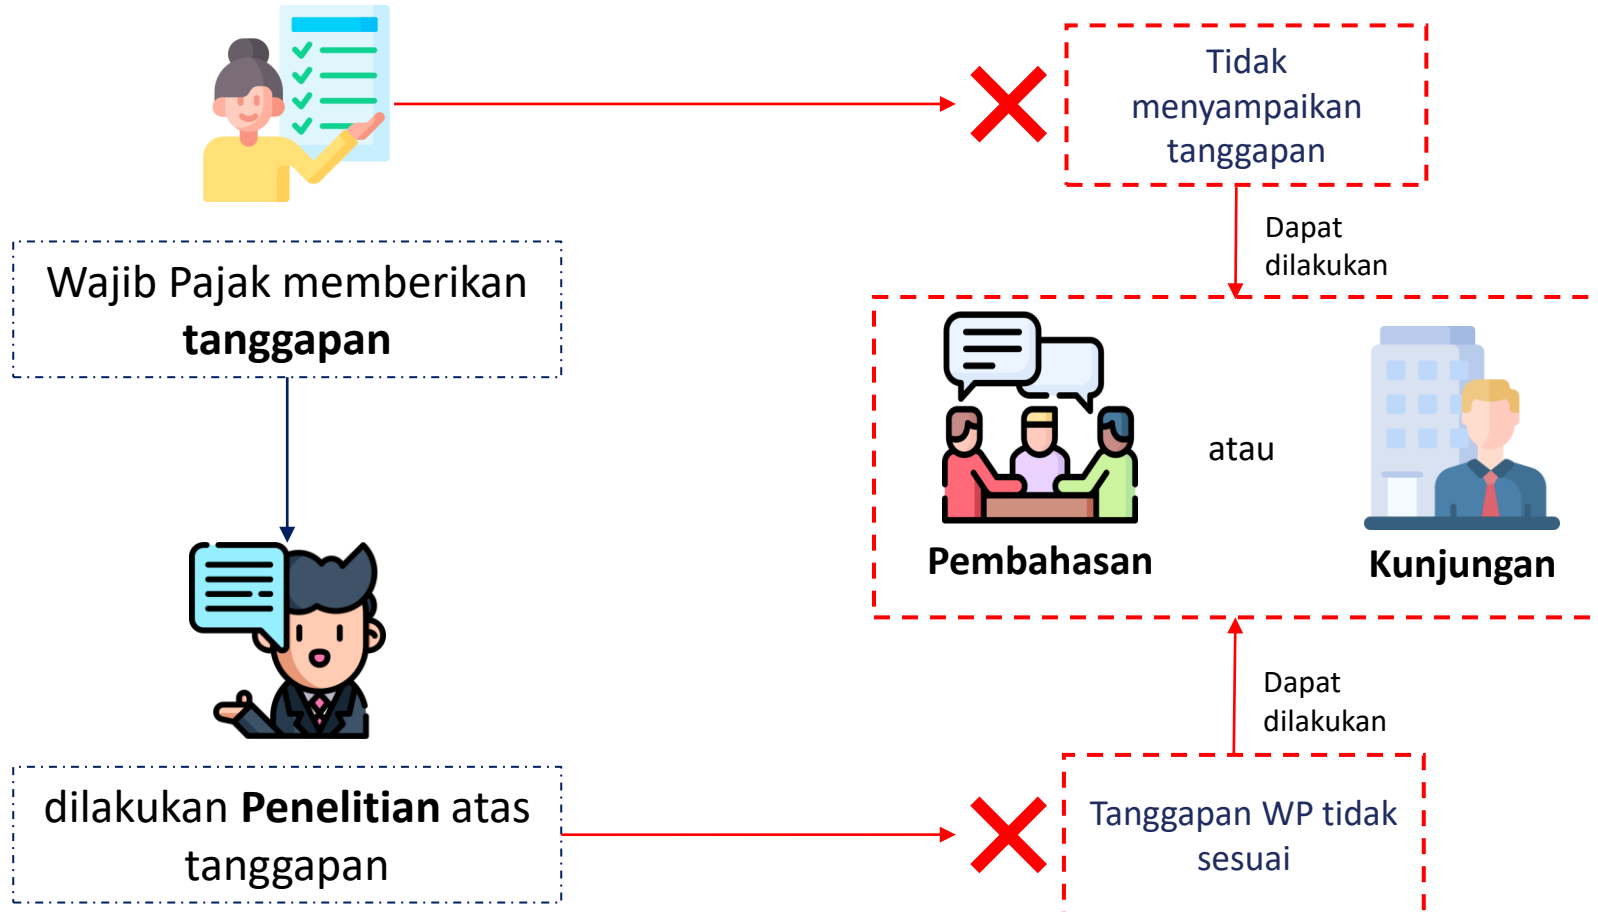 Tidak
menyampaikan
tanggapan
Dapat
dilakukan
Wajib Pajak memberikan
tanggapan
atau
Pembahasan
Kunjungan
Dapat
dilakukan
dilakukan Penelitian atas
tanggapan
Tanggapan WP tidak
sesuai